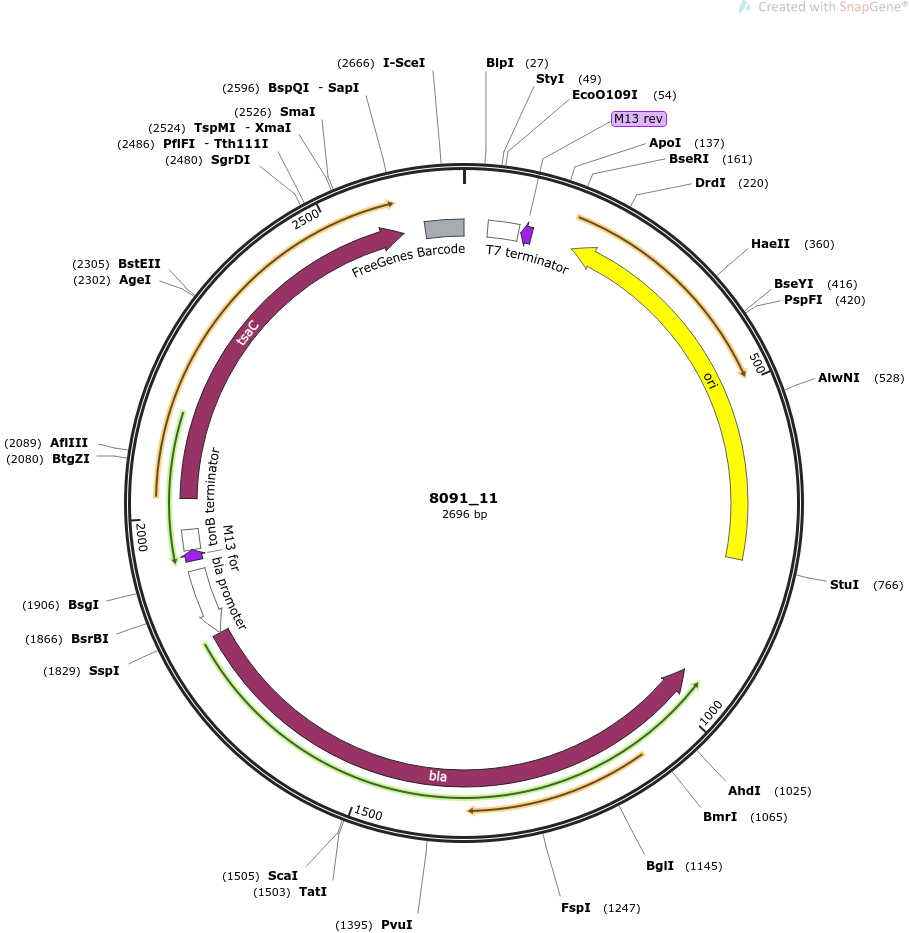 Created with SnapGene®
(2666) I-SceI
BlpI (27)
StyI (49)
(2596) BspQI - SapI
EcoO109I (54)
(2526) SmaI
M13 rev
(2524) TspMI - XmaI
(2486) PflFI - Tth111I
ApoI (137)
(2480) SgrDI
BseRI (161)
DrdI (220)
2500
HaeII (360)
FreeGenes Barcode
T7 terminator
(2305) BstEII
(2302) AgeI
BseYI (416)
PspFI (420)
tsaC
500
ori
AlwNI (528)
(2089) AflIII
(2080) BtgZI
8091_11
2696 bp
tonB terminator
2000
M13 for
bla promoter
StuI (766)
(1906) BsgI
(1866) BsrBI
(1829) SspI
1000
bla
AhdI (1025)
BmrI (1065)
1500
BglI (1145)
(1505) ScaI
(1503) TatI
FspI (1247)
(1395) PvuI